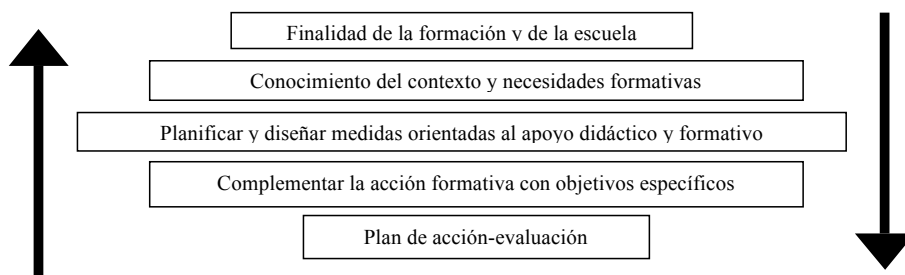 Finalidad de la formación y de la escuela
Conocimiento del contexto y necesidades formativas
Planificar y diseñar medidas orientadas al apoyo didáctico y formativo
Complementar la acción formativa con objetivos específicos
Plan de acción-evaluación